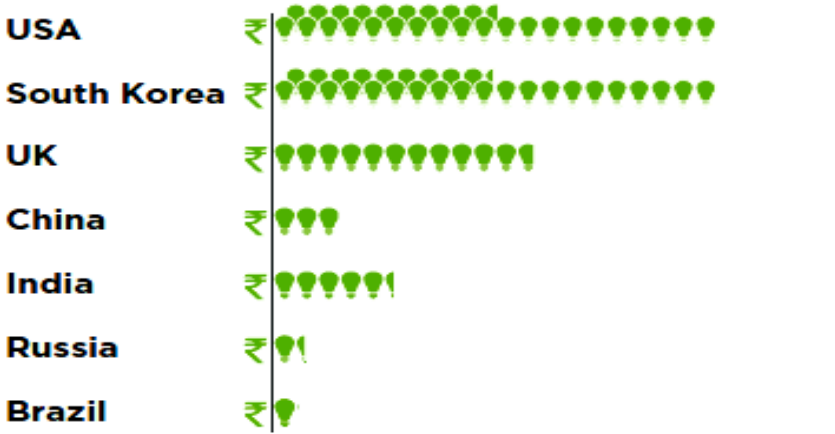 USA ₹
South Korea ₹
UK ₹
China ₹
India ₹
Russia ₹
Brazil ₹